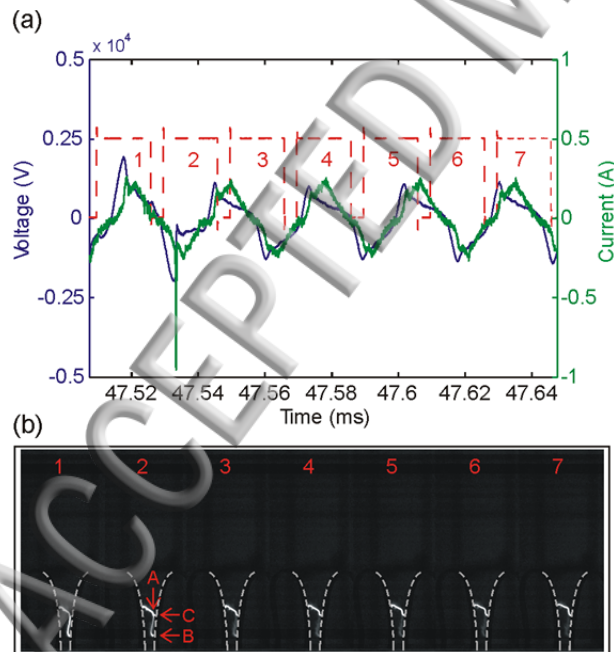 (a)
x 10⁴
0.5
0.25
0
-0.25
-0.5
Voltage (V)
1 2 3 4 5 6 7
1
0.5
0
-0.5
-1
Current (A)
47.52 47.54 47.56 47.58 47.6 47.62 47.64
Time (ms)
(b)
1 2 3 4 5 6 7
A
C
B
ACCEPTED M